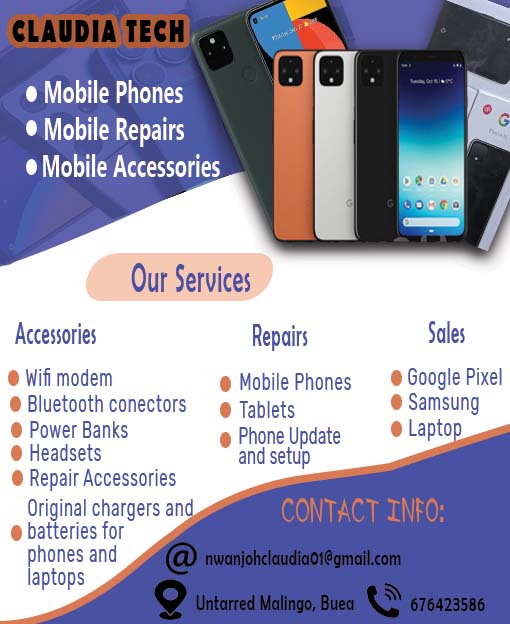 CLAUDIA TECH
Mobile Phones
Mobile Repairs
Mobile Accessories
Our Services
Accessories
Wifi modem
Bluetooth conectors
Power Banks
Headsets
Repair Accessories
Original chargers and
batteries for
phones and
laptops
Repairs
Mobile Phones
Tablets
Phone Update
and setup
Sales
Google Pixel
Samsung
Laptop
CONTACT INFO:
@ nwanjohclaudia01@gmail.com
Untarred Malingo, Buea
676423586